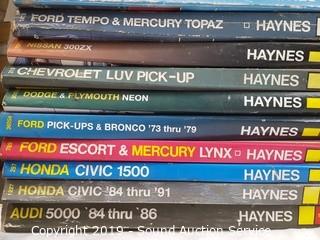 FORD TEMPO & MERCURY TOPAZ HAYNES
NISSAN 300ZX HAYNES
CHEVROLET LUV PICK-UP HAYNES
DODGE & PLYMOUTH NEON HAYNES
FORD PICK-UPS & BRONCO '73 thru '79 HAYNES
FORD ESCORT & MERCURY LYNX HAYNES
HONDA CIVIC 1500 HAYNES
HONDA CIVIC '84 thru '91 HAYNES
AUDI 5000 '84 thru '86 HAYNES
Copyright 2019 - Sound Auction Service